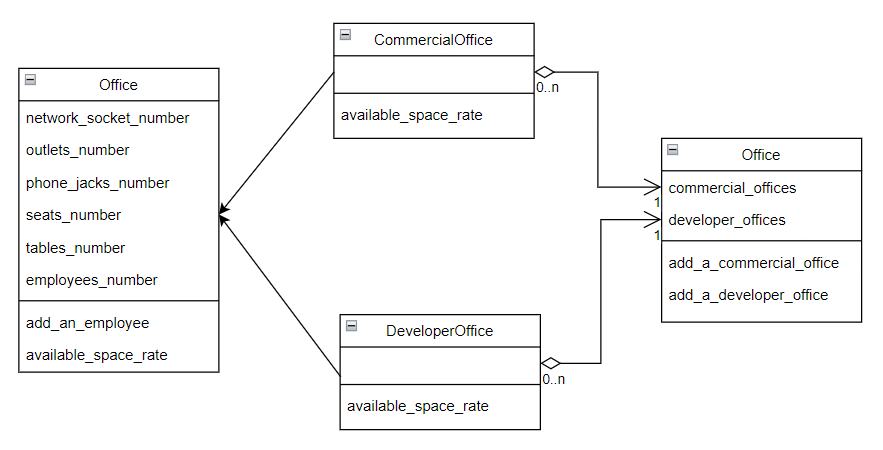 Office
network_socket_number
outlets_number
phone_jacks_number
seats_number
tables_number
employees_number
add_an_employee
available_space_rate
CommercialOffice
0..n
available_space_rate
DeveloperOffice
0..n
available_space_rate
Office
commercial_offices
1
developer_offices
1
add_a_commercial_office
add_a_developer_office